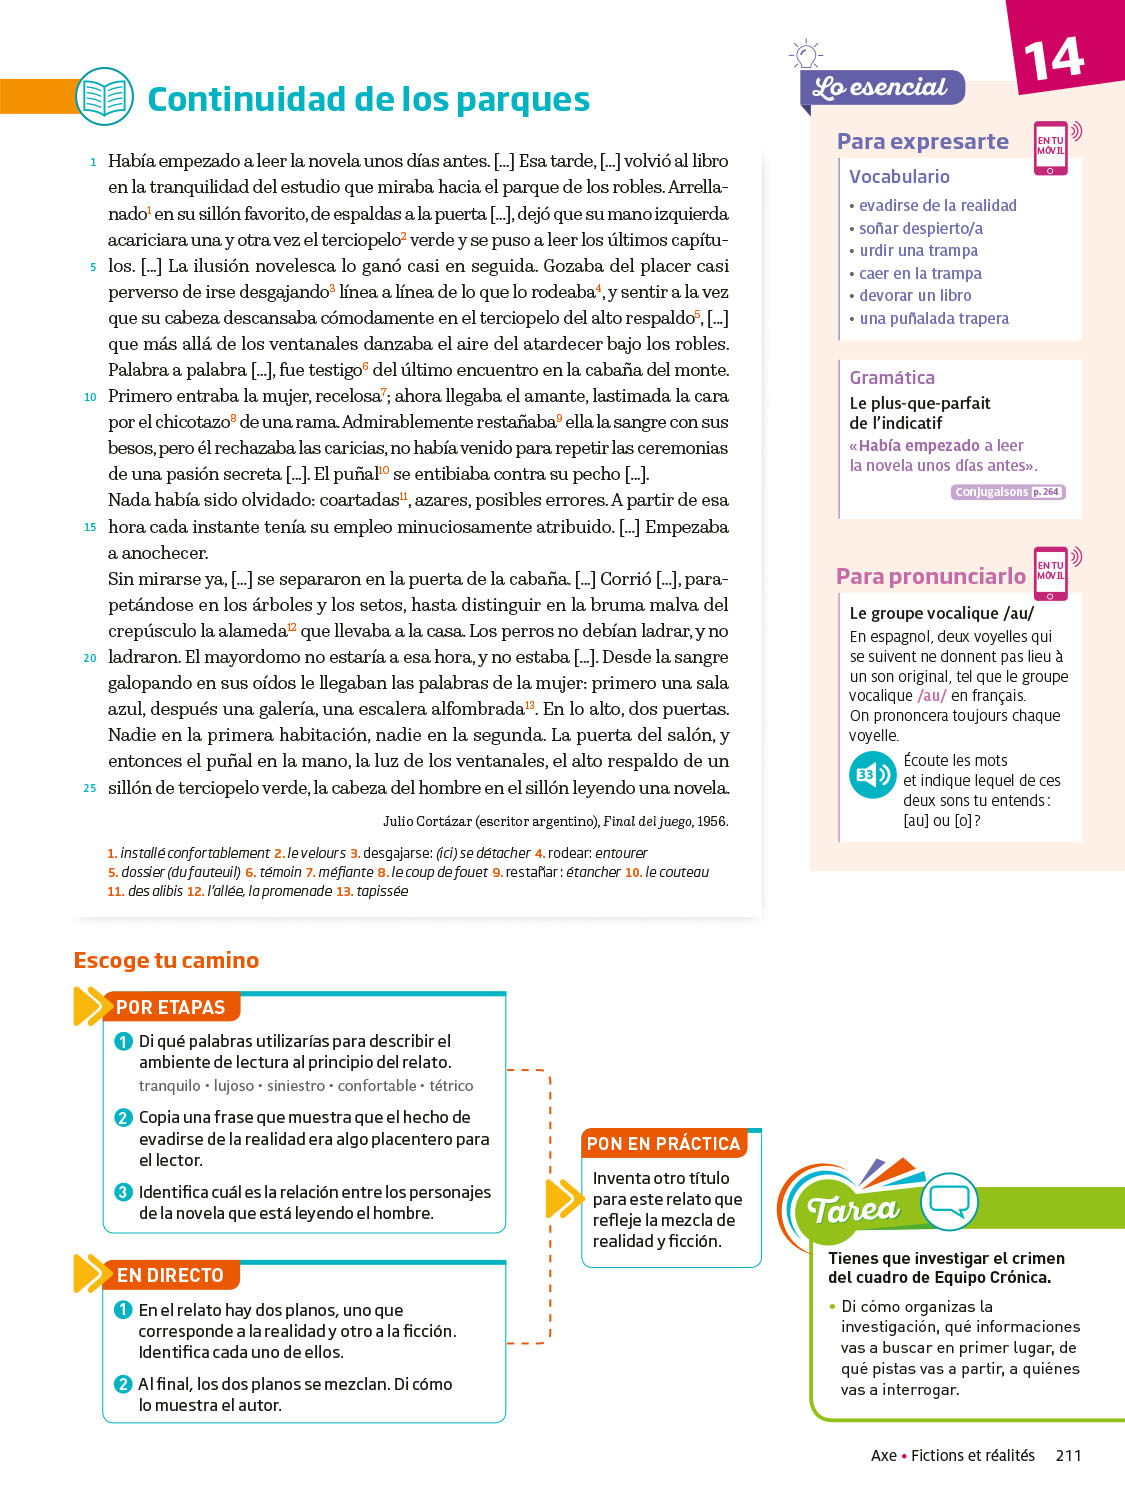 14
Continuidad de los parques
1 Había empezado a leer la novela unos días antes. [...] Esa tarde, [...] volvió al libro
en la tranquilidad del estudio que miraba hacia el parque de los robles. Arrella-
nado1 en su sillón favorito, de espaldas a la puerta [...], dejó que su mano izquierda
acariciara una y otra vez el terciopelo2 verde y se puso a leer los últimos capítu-
5 los. [...] La ilusión novelesca lo ganó casi en seguida. Gozaba del placer casi
perverso de irse desgajando3 línea a línea de lo que lo rodeaba4, y sentir a la vez
que su cabeza descansaba cómodamente en el terciopelo del alto respaldo5, [...]
que más allá de los ventanales danzaba el aire del atardecer bajo los robles.
Palabra a palabra [...], fue testigo6 del último encuentro en la cabaña del monte.
10 Primero entraba la mujer, recelosa7; ahora llegaba el amante, lastimada la cara
por el chicotazo8 de una rama. Admirablemente restañaba9 ella la sangre con sus
besos, pero él rechazaba las caricias, no había venido para repetir las ceremonias
de una pasión secreta [...]. El puñal10 se entibiaba contra su pecho [...].
Nada había sido olvidado: coartadas11, azares, posibles errores. A partir de esa
15 hora cada instante tenía su empleo minuciosamente atribuido. [...] Empezaba
a anochecer.
Sin mirarse ya, [...] se separaron en la puerta de la cabaña. [...] Corrió [...], para-
petándose en los árboles y los setos, hasta distinguir en la bruma malva del
crepúsculo la alameda12 que llevaba a la casa. Los perros no debían ladrar, y no
20 ladraron. El mayordomo no estaría a esa hora, y no estaba [...]. Desde la sangre
galopando en sus oídos le llegaban las palabras de la mujer: primero una sala
azul, después una galería, una escalera alfombrada13. En lo alto, dos puertas.
Nadie en la primera habitación, nadie en la segunda. La puerta del salón, y
entonces el puñal en la mano, la luz de los ventanales, el alto respaldo de un
25 sillón de terciopelo verde, la cabeza del hombre en el sillón leyendo una novela.
Julio Cortázar (escritor argentino), Final del juego, 1956.
1. installé confortablement 2. le velours 3. desgajarse: (ici) se détacher 4. rodear: entourer
5. dossier (du fauteuil) 6. témoin 7. méfiante 8. le coup de fouet 9. restañar : étancher 10. le couteau
11. des alibis 12. l'allée, la promenade 13. tapissée
Lo esencial
Para expresarte
EN TU
MÓVIL
Vocabulario
• evadirse de la realidad
• soñar despierto/a
• urdir una trampa
• caer en la trampa
• devorar un libro
• una puñalada trapera
Gramática
Le plus-que-parfait
de l'indicatif
«Había empezado a leer
la novela unos días antes».
Conjugaisons p. 264
Para pronunciarlo
EN TU
MÓVIL
Le groupe vocalique /au/
En espagnol, deux voyelles qui
se suivent ne donnent pas lieu à
un son original, tel que le groupe
vocalique /au/ en français.
On prononcera toujours chaque
voyelle.
33
Écoute les mots
et indique lequel de ces
deux sons tu entends :
[au] ou [o] ?
Escoge tu camino
POR ETAPAS
1 Di qué palabras utilizarías para describir el
ambiente de lectura al principio del relato.
tranquilo • lujoso • siniestro • confortable • tétrico
2 Copia una frase que muestra que el hecho de
evadirse de la realidad era algo placentero para
el lector.
3 Identifica cuál es la relación entre los personajes
de la novela que está leyendo el hombre.
EN DIRECTO
1 En el relato hay dos planos, uno que
corresponde a la realidad y otro a la ficción.
Identifica cada uno de ellos.
2 Al final, los dos planos se mezclan. Di cómo
lo muestra el autor.
PON EN PRÁCTICA
Inventa otro título
para este relato que
refleje la mezcla de
realidad y ficción.
Tarea
Tienes que investigar el crimen
del cuadro de Equipo Crónica.
• Di cómo organizas la
investigación, qué informaciones
vas a buscar en primer lugar, de
qué pistas vas a partir, a quiénes
vas a interrogar.
Axe • Fictions et réalités 211